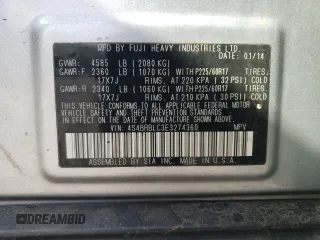 MFD. BY FUJI HEAVY INDUSTRIES LTD.
DATE: 01/14
GVWR: 4585 LB (2080 KG)
GAWR:F. 2360 LB (1070 KG) WITH P225/60R17 TIRES,
17X7J RIMS,AT 220 KPA (32 PSI) COLD
GAWR:R 2340 LB (1060 KG) WITH P225/60R17 TIRES,
17X7J RIMS,AT 210 KPA (30 PSI) COLD
THIS VEHICLE CONFORMS TO ALL APPLICABLE
FEDERAL MOTOR VEHICLE SAFETY AND
THEFT PREVENTION STANDARDS IN EFFECT ON
THE DATE OF MANUFACTURE SHOWN ABOVE.
VIN: 4S4BRBLC3E3274360 MPV
ASSEMBLED BY SIA INC. MADE IN U.S.A.
DREAMBID